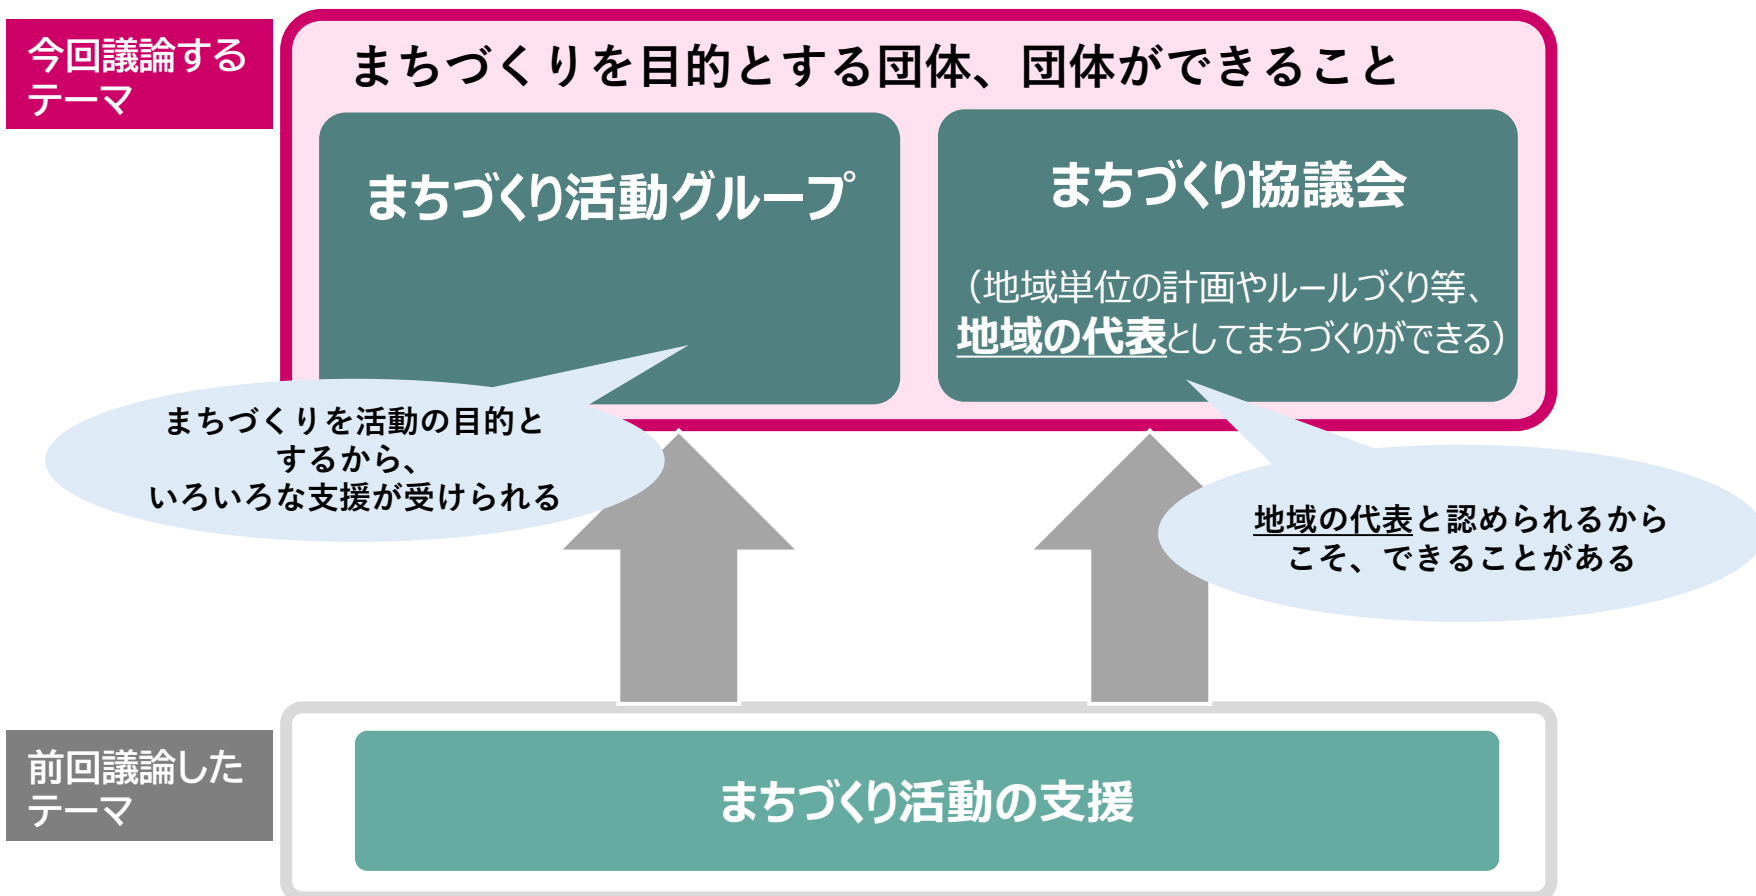 今回議論する
テーマ
まちづくりを目的とする団体、団体ができること
まちづくり活動グループ
まちづくり協議会
（地域単位の計画やルールづくり等、
地域の代表としてまちづくりができる）
まちづくりを活動の目的と
するから、
いろいろな支援が受けられる
地域の代表と認められるから
こそ、できることがある
前回議論した
テーマ
まちづくり活動の支援